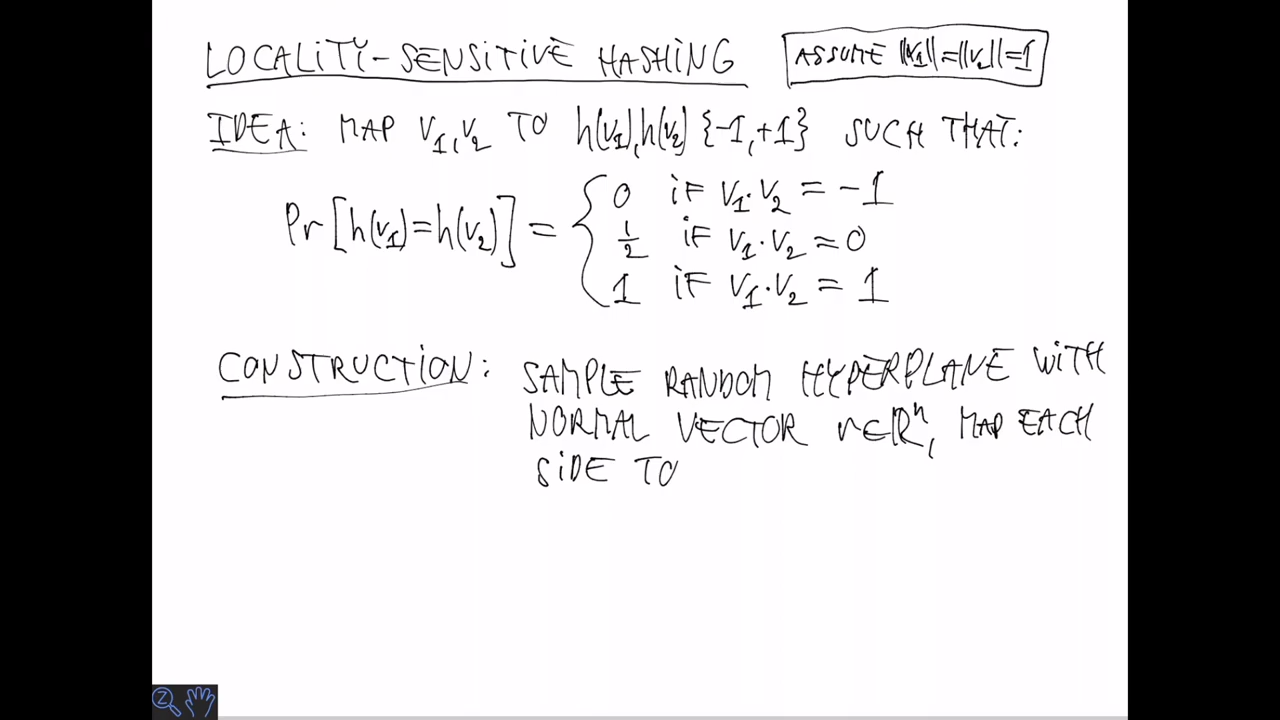 LOCALITY-SENSITIVE HASHING
ASSUME ||v₁||=||v₂||=1
IDEA: MAP v₁,v₂ TO h(v₁),h(v₂) {-1,+1} SUCH THAT:
0 if v₁·v₂ = -1
Pr[h(v₁)=h(v₂)] = { 1/2 if v₁·v₂ = 0
1 if v₁·v₂ = 1
CONSTRUCTION: SAMPLE RANDOM HYPERPLANE WITH
NORMAL VECTOR r∈ℝⁿ, MAP EACH
SIDE TO
Z